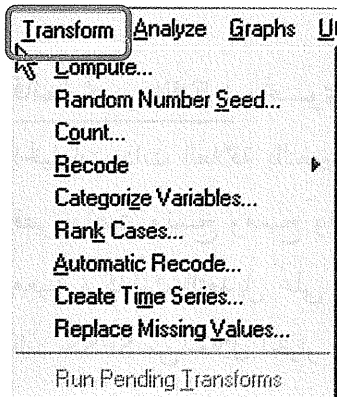 Transform Analyze Graphs
Compute...
Random Number Seed...
Count...
Recode
Categorize Variables...
Rank Cases...
Automatic Recode...
Create Time Series...
Replace Missing Values...
Run Pending Transforms